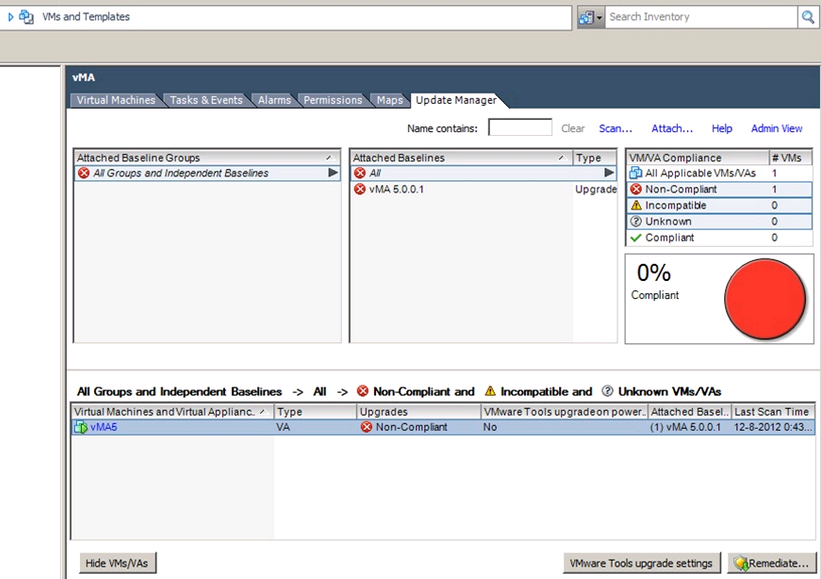 VMs and Templates
Search Inventory
vMA
Virtual Machines Tasks & Events Alarms Permissions Maps Update Manager
Name contains: Clear Scan... Attach... Help Admin View
Attached Baseline Groups
All Groups and Independent Baselines
Attached Baselines Type
All
vMA 5.0.0.1 Upgrade
VM/VA Compliance # VMs
All Applicable VMs/VAs 1
Non-Compliant 1
Incompatible 0
Unknown 0
Compliant 0
0%
Compliant
All Groups and Independent Baselines -> All -> Non-Compliant and Incompatible and Unknown VMs/VAs
Virtual Machines and Virtual Applianc.. Type Upgrades VMware Tools upgrade on power.. Attached Basel.. Last Scan Time
vMA5 VA Non-Compliant No (1) vMA 5.0.0.1 12-8-2012 0:43...
Hide VMs/VAs VMware Tools upgrade settings Remediate...